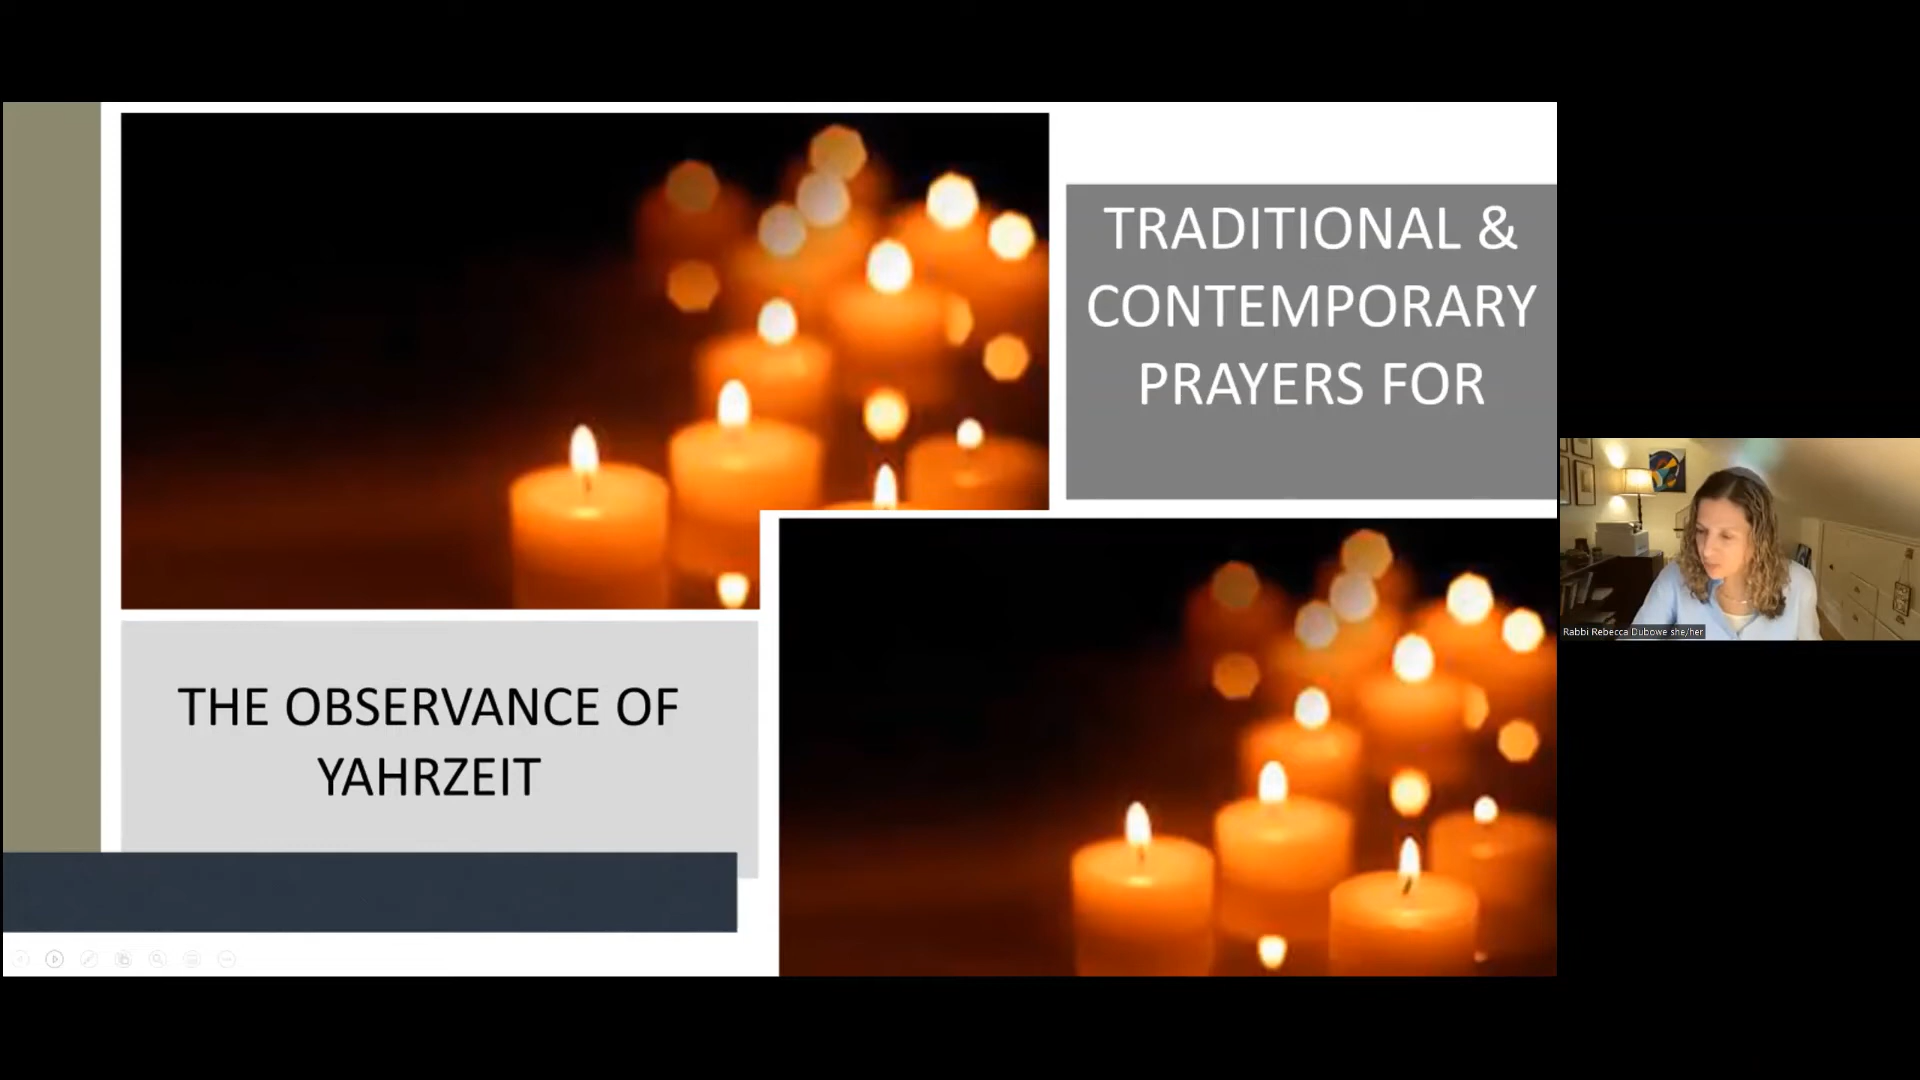 TRADITIONAL &
CONTEMPORARY
PRAYERS FOR
THE OBSERVANCE OF
YAHRZEIT
Rabbi Rebecca Dubowe she/her